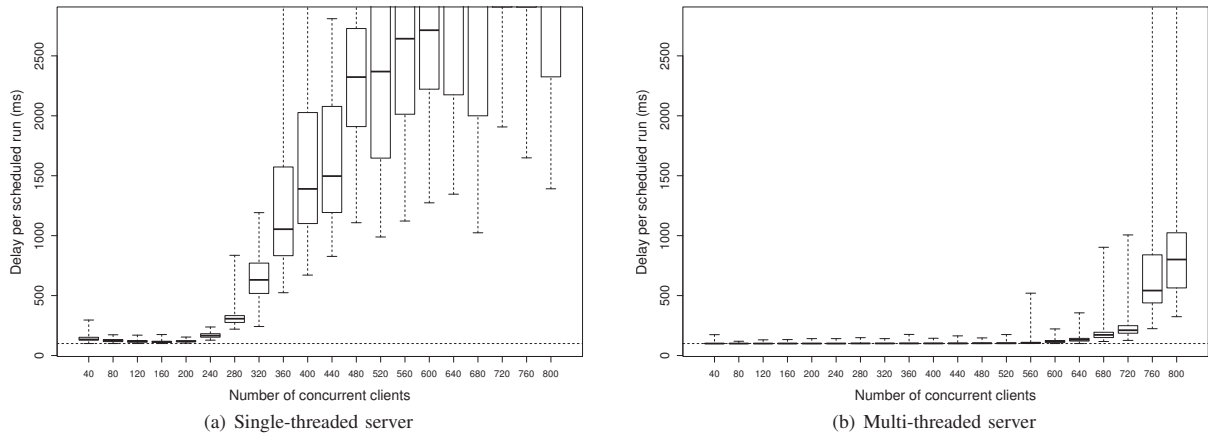 Delay per scheduled run (ms)
2500
2000
1500
1000
500
0
40 80 120 160 200 240 280 320 360 400 440 480 520 560 600 640 680 720 760 800
Number of concurrent clients
(a) Single-threaded server
Delay per scheduled run (ms)
2500
2000
1500
1000
500
0
40 80 120 160 200 240 280 320 360 400 440 480 520 560 600 640 680 720 760 800
Number of concurrent clients
(b) Multi-threaded server